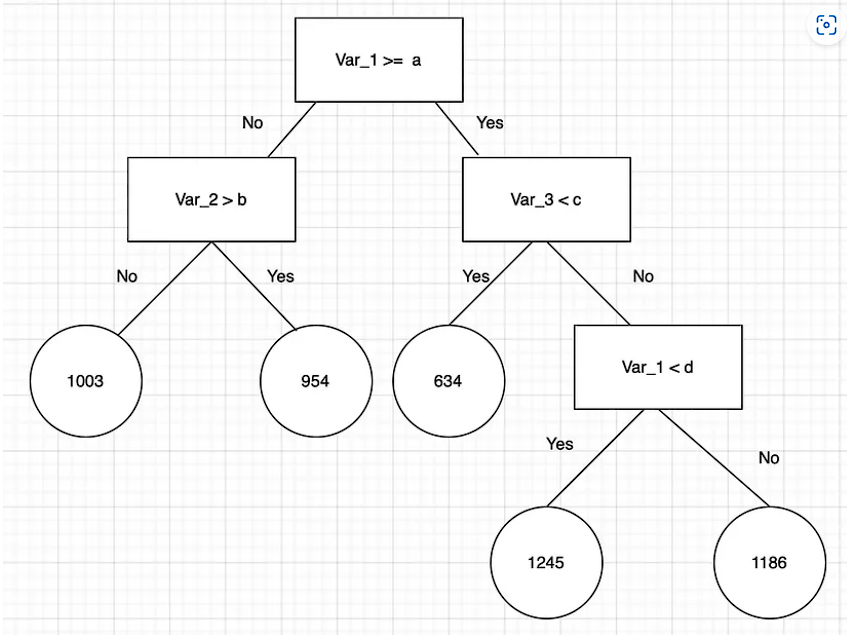 Var_1 >= a
No
Yes
Var_2 > b
Var_3 < c
No
Yes
Yes
No
1003
954
634
Var_1 < d
Yes
No
1245
1186